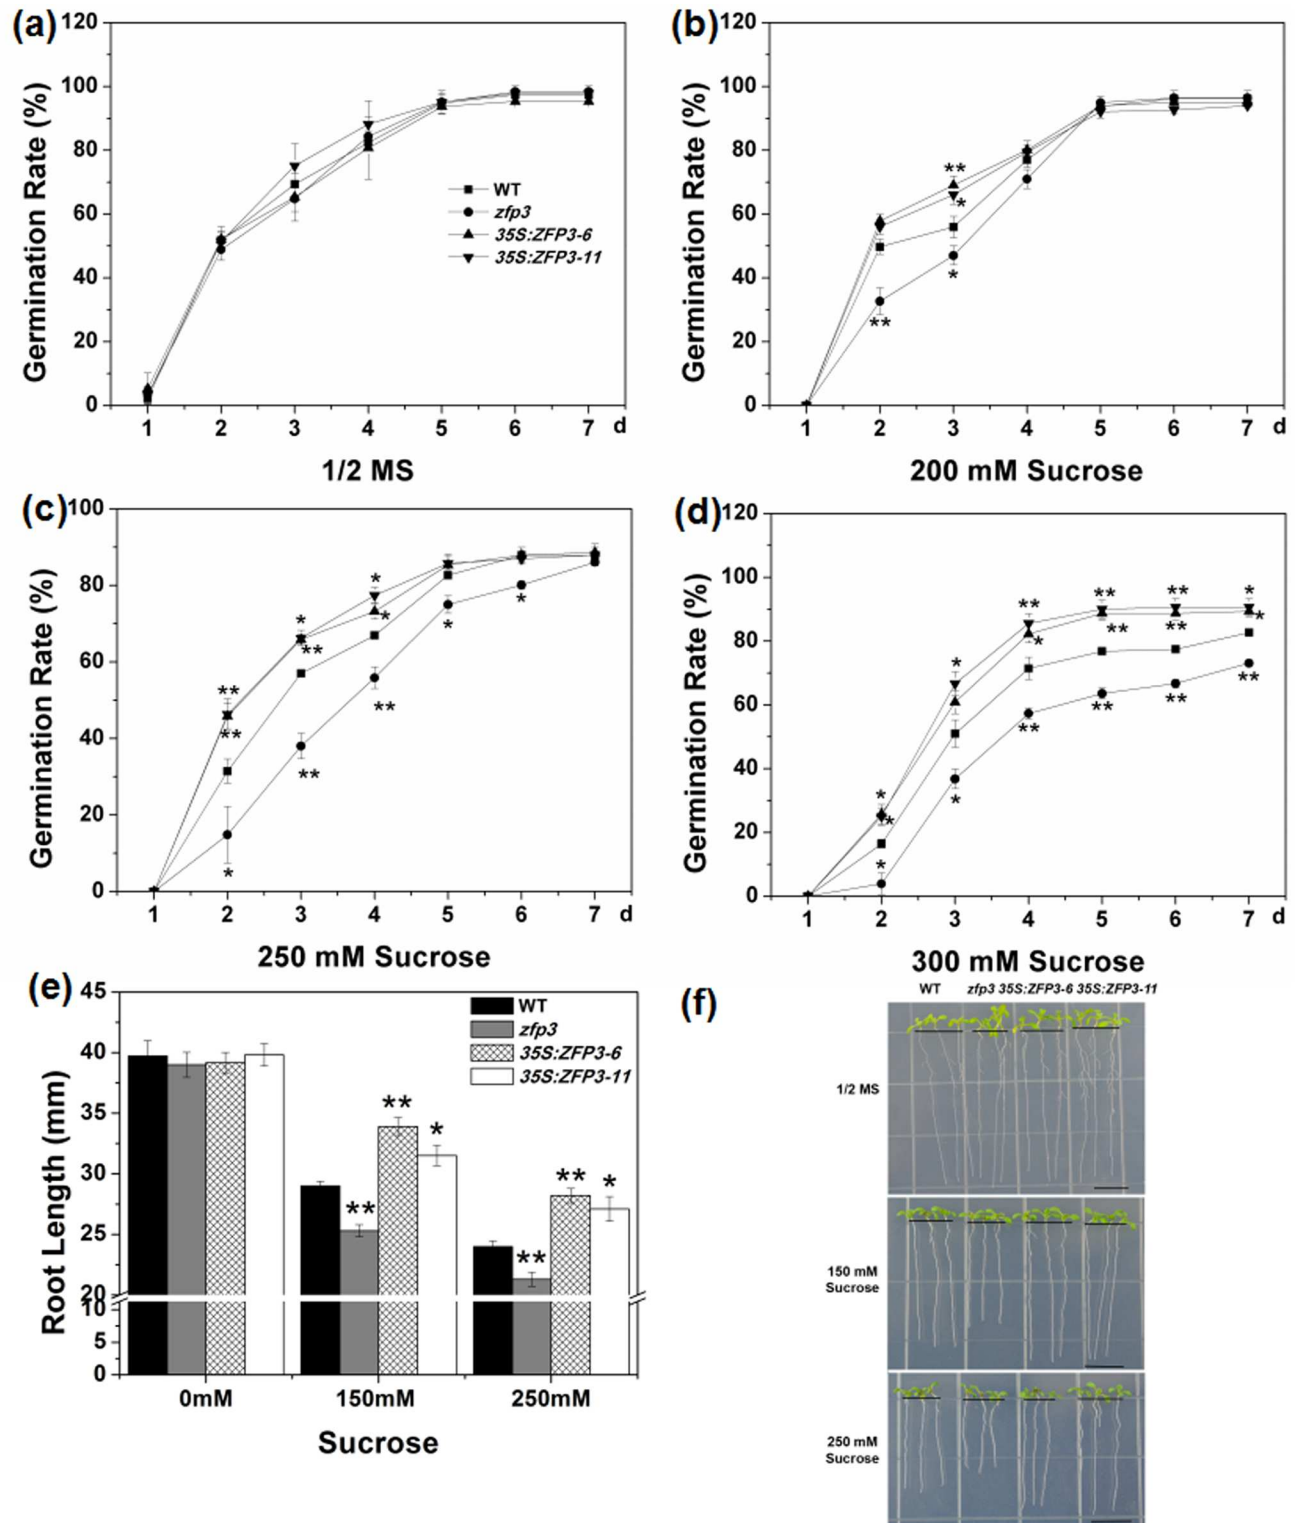 (a)
120
100
80
60
40
20
0
Germination Rate (%)
WT
zfp3
35S:ZFP3-6
35S:ZFP3-11
1 2 3 4 5 6 7 d
1/2 MS
(b)
120
100
80
60
40
20
0
Germination Rate (%)
**
*
*
**
1 2 3 4 5 6 7 d
200 mM Sucrose
(c)
100
80
60
40
20
0
Germination Rate (%)
*
*
*
**
*
*
**
**
**
**
*
1 2 3 4 5 6 7 d
250 mM Sucrose
(d)
120
100
80
60
40
20
0
Germination Rate (%)
** ** *
** *
** **
* *
**
**
**
**
*
*
*
*
1 2 3 4 5 6 7 d
300 mM Sucrose
(e)
45
40
35
30
25
20
10
5
0
Root Length (mm)
WT
zfp3
35S:ZFP3-6
35S:ZFP3-11
**
*
**
**
*
**
0mM 150mM 250mM
Sucrose
(f)
WT zfp3 35S:ZFP3-6 35S:ZFP3-11
1/2 MS
150 mM
Sucrose
250 mM
Sucrose